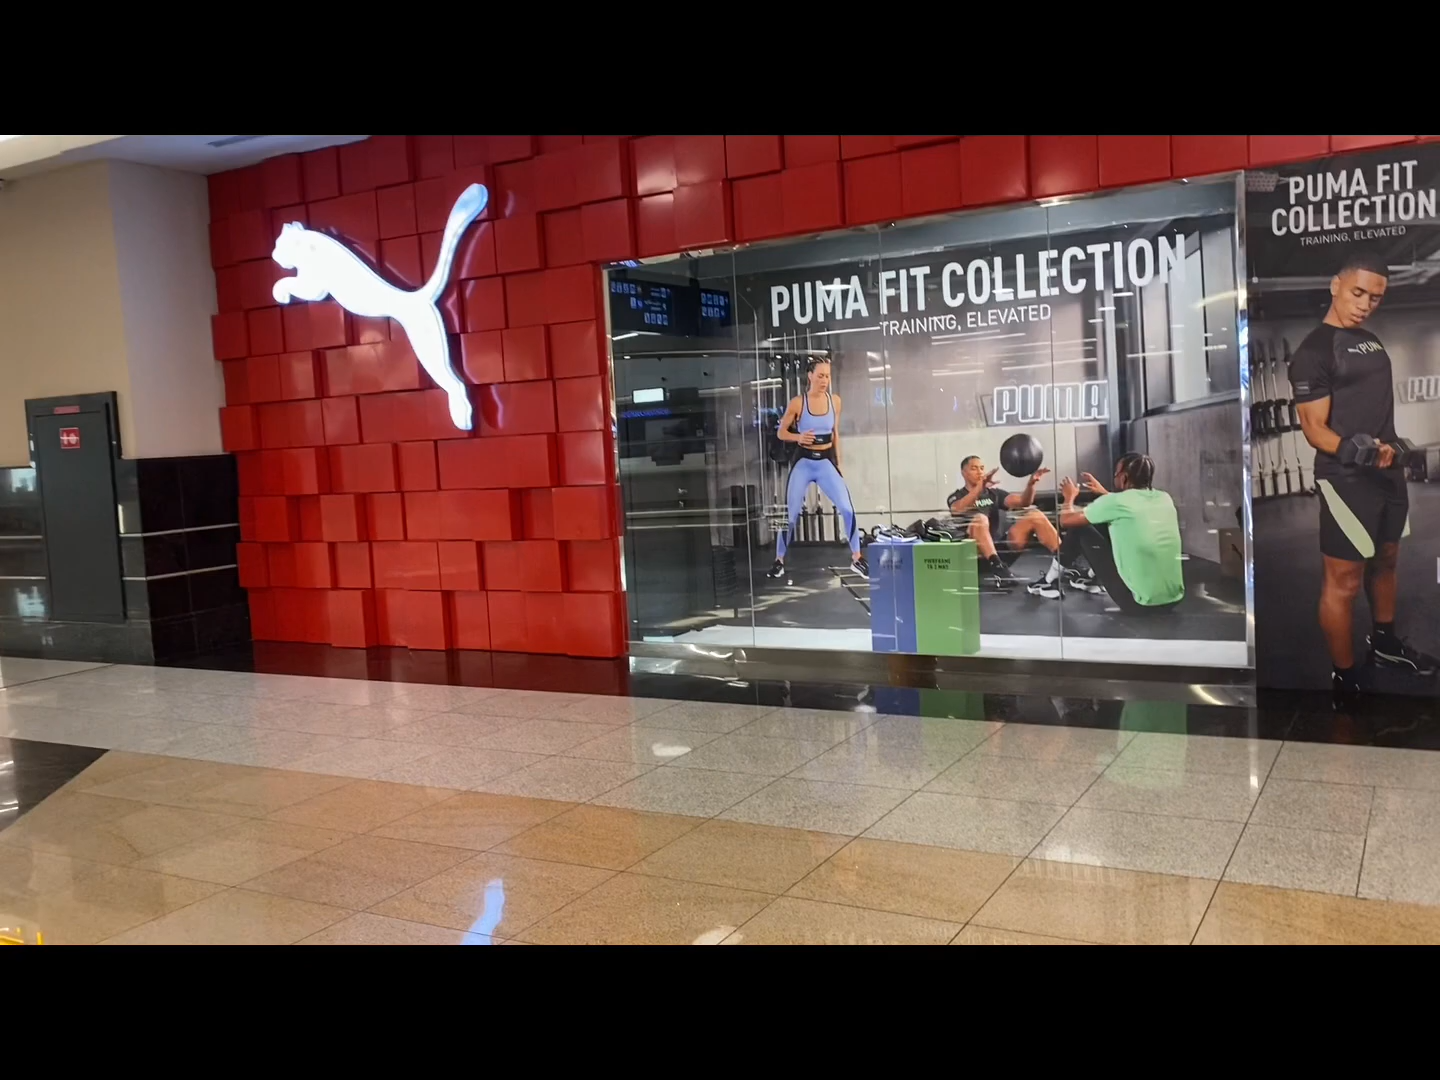 PUMA FIT COLLECTION
TRAINING, ELEVATED
PUMA
PUMA
PUMA FIT
COLLECTION
TRAINING, ELEVATED